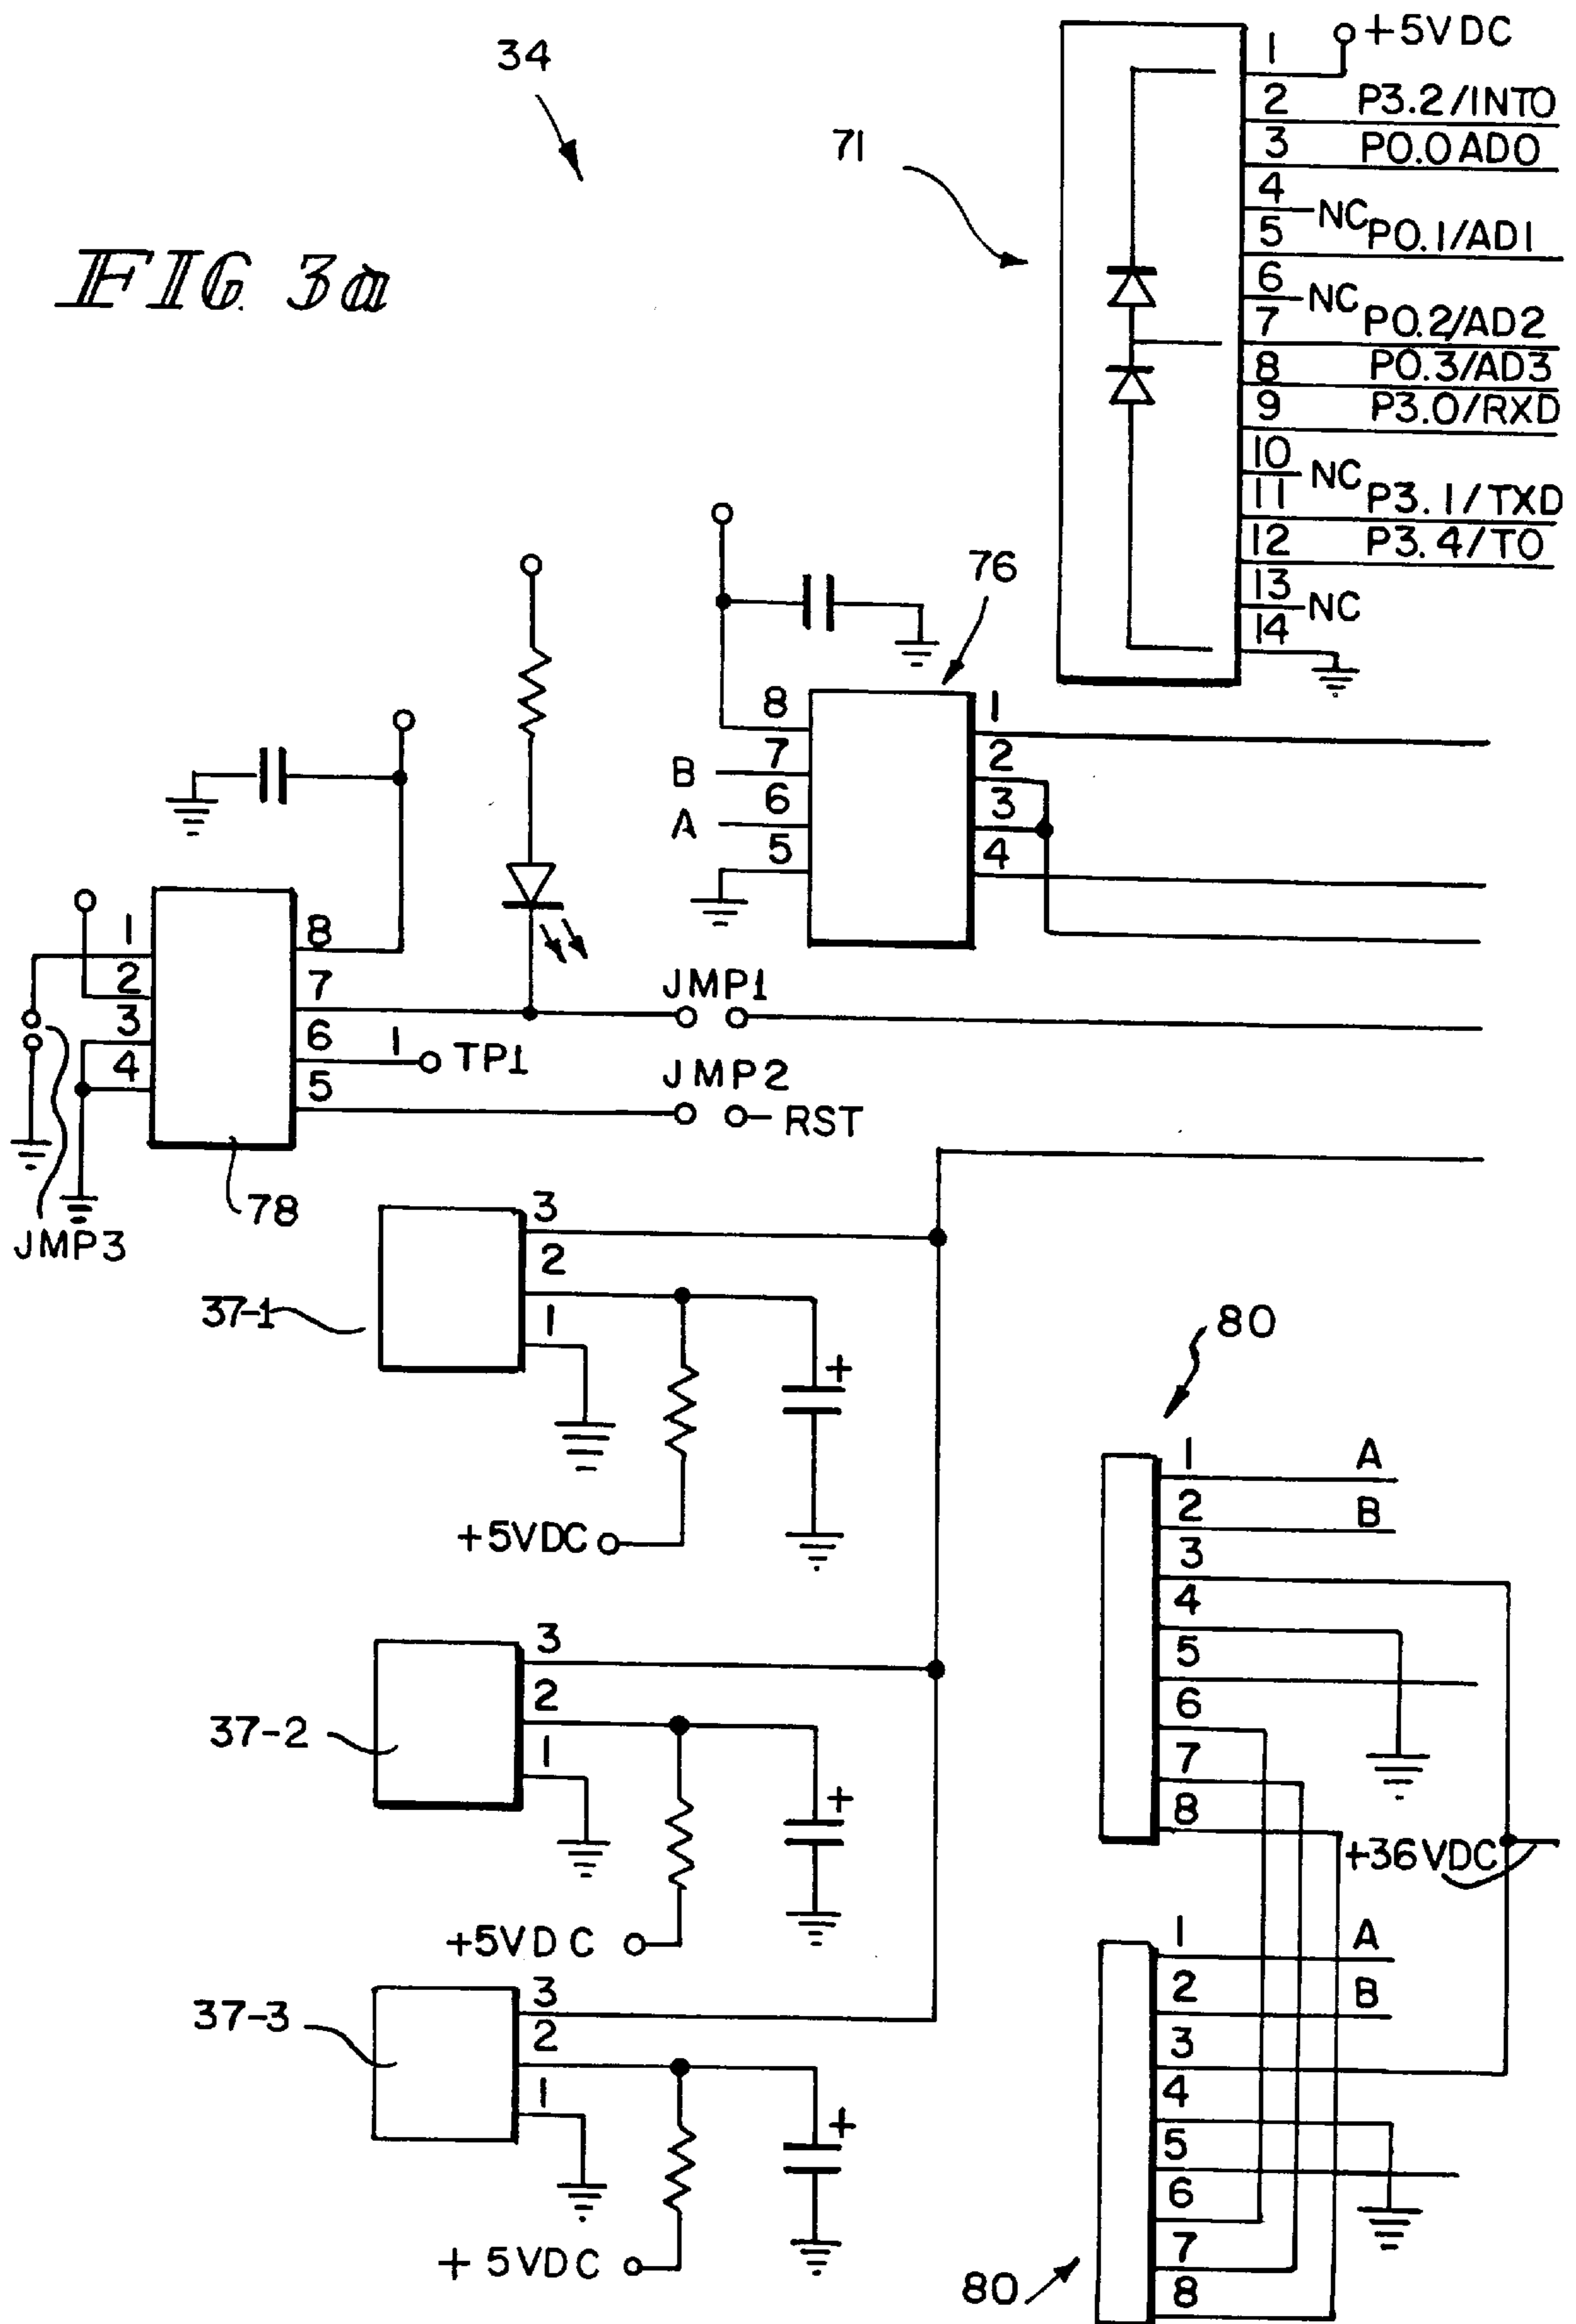 34
FIG. 3a
71
1 +5VDC
2 P3.2/INT0
3 P0.0 AD0
4 NC
5 P0.1/AD1
6 NC
7 P0.2/AD2
8 P0.3/AD3
9 P3.0/RXD
10 NC
11 P3.1/TXD
12 P3.4/T0
13 NC
14
76
8 1
B 7 2
A 6 3
5 4
1 8
2 7 JMP1
3 6 1 TP1
4 5 JMP2 RST
78
JMP3
37-1
3
2
1
+5VDC
37-2
3
2
1
+5VDC
37-3
3
2
1
+5VDC
80
1 A
2 B
3
4
5
6
7
8
+36VDC
1 A
2 B
3
4
5
6
7
8
80